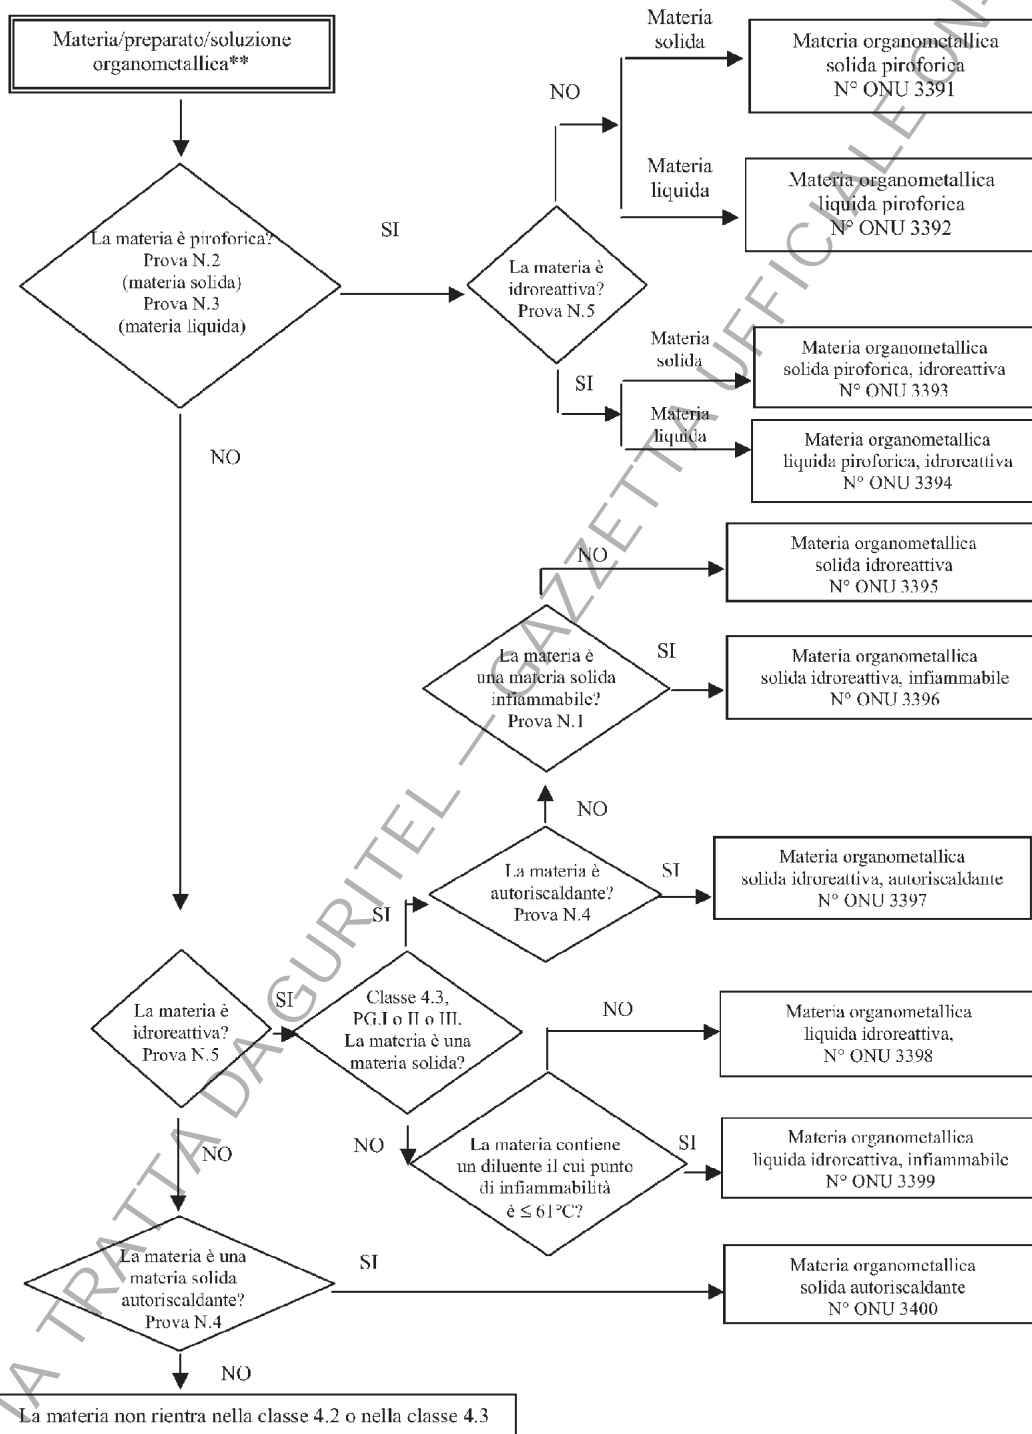 Materia/preparato/soluzione
organometallica**
Materia
solida
Materia organometallica
solida piroforica
N° ONU 3391
NO
Materia
liquida
Materia organometallica
liquida piroforica
N° ONU 3392
La materia è piroforica?
Prova N.2
(materia solida)
Prova N.3
(materia liquida)
SI
La materia è
idroreattiva?
Prova N.5
Materia
solida
Materia organometallica
solida piroforica, idroreattiva
N° ONU 3393
SI
Materia
liquida
Materia organometallica
liquida piroforica, idroreattiva
N° ONU 3394
NO
NO
Materia organometallica
solida idroreattiva
N° ONU 3395
La materia è
una materia solida
infiammabile?
Prova N.1
SI
Materia organometallica
solida idroreattiva, infiammabile
N° ONU 3396
NO
La materia è
autoriscaldante?
Prova N.4
SI
Materia organometallica
solida idroreattiva, autoriscaldante
N° ONU 3397
SI
La materia è
idroreattiva?
Prova N.5
SI
Classe 4.3,
PG.I o II o III.
La materia è una
materia solida?
NO
Materia organometallica
liquida idroreattiva,
N° ONU 3398
NO
NO
La materia contiene
un diluente il cui punto
di infiammabilità
è ≤ 61°C?
SI
Materia organometallica
liquida idroreattiva, infiammabile
N° ONU 3399
La materia è una
materia solida
autoriscaldante?
Prova N.4
SI
Materia organometallica
solida autoriscaldante
N° ONU 3400
NO
La materia non rientra nella classe 4.2 o nella classe 4.3
IA TRATTA DA GURITEL — GAZZETTA UFFICIALE ON-